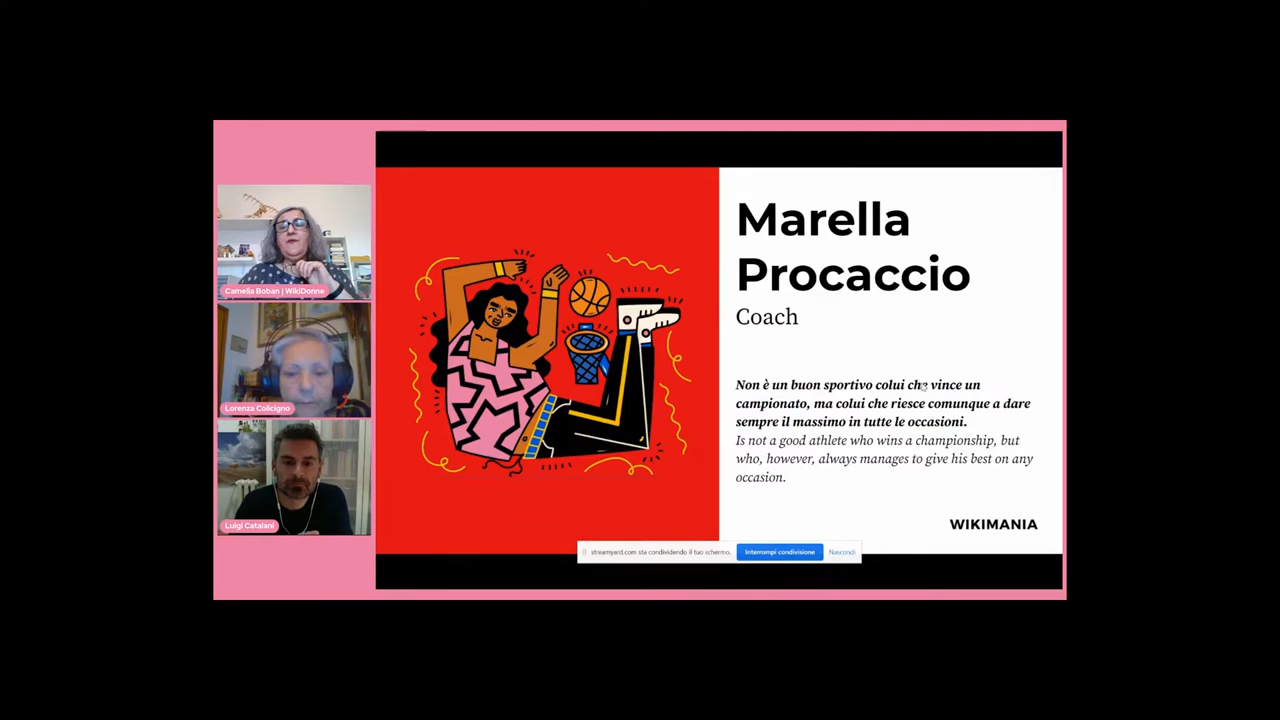 Camelia Boban | WikiDonne
Lorenza Colicigno
Luigi Catalani
Marella
Procaccio
Coach
Non è un buon sportivo colui che vince un
campionato, ma colui che riesce comunque a dare
sempre il massimo in tutte le occasioni.
Is not a good athlete who wins a championship, but
who, however, always manages to give his best on any
occasion.
WIKIMANIA
streamyard.com sta condividendo il tuo schermo.
Interrompi condivisione
Nascondi